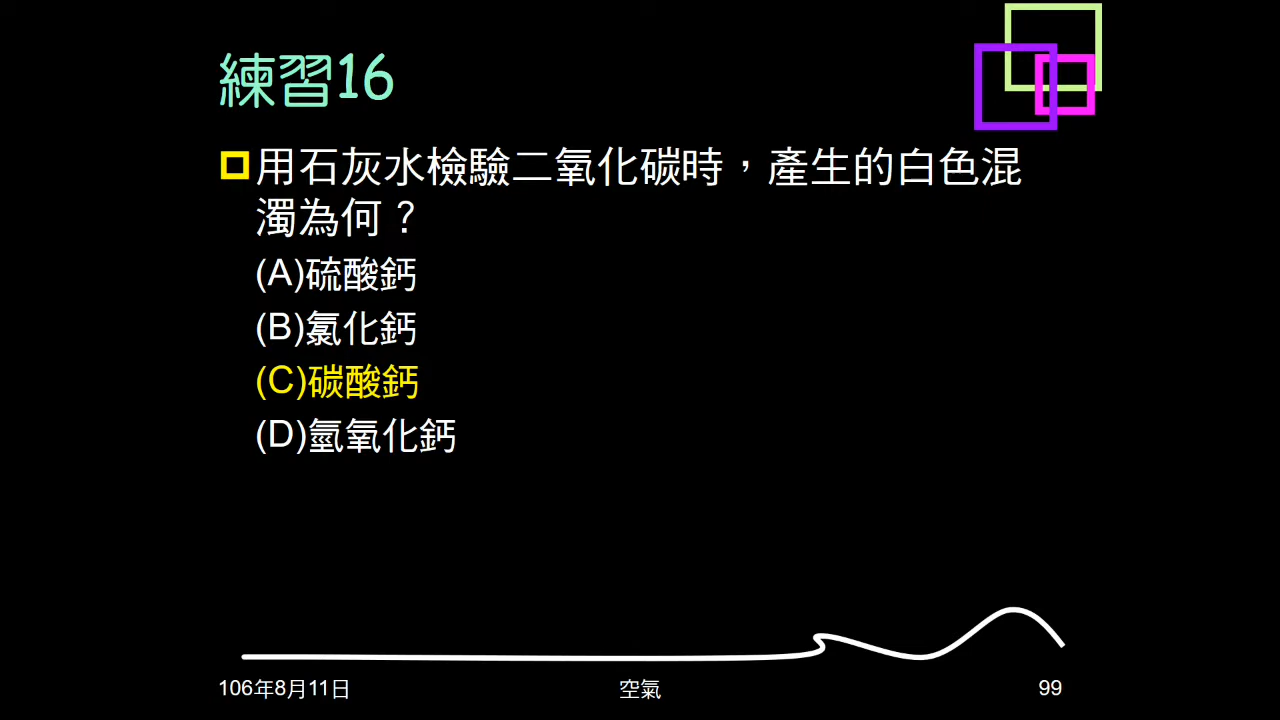 練習16
用石灰水檢驗二氧化碳時，產生的白色混
濁為何？
(A)硫酸鈣
(B)氯化鈣
(C)碳酸鈣
(D)氫氧化鈣
106年8月11日
空氣
99